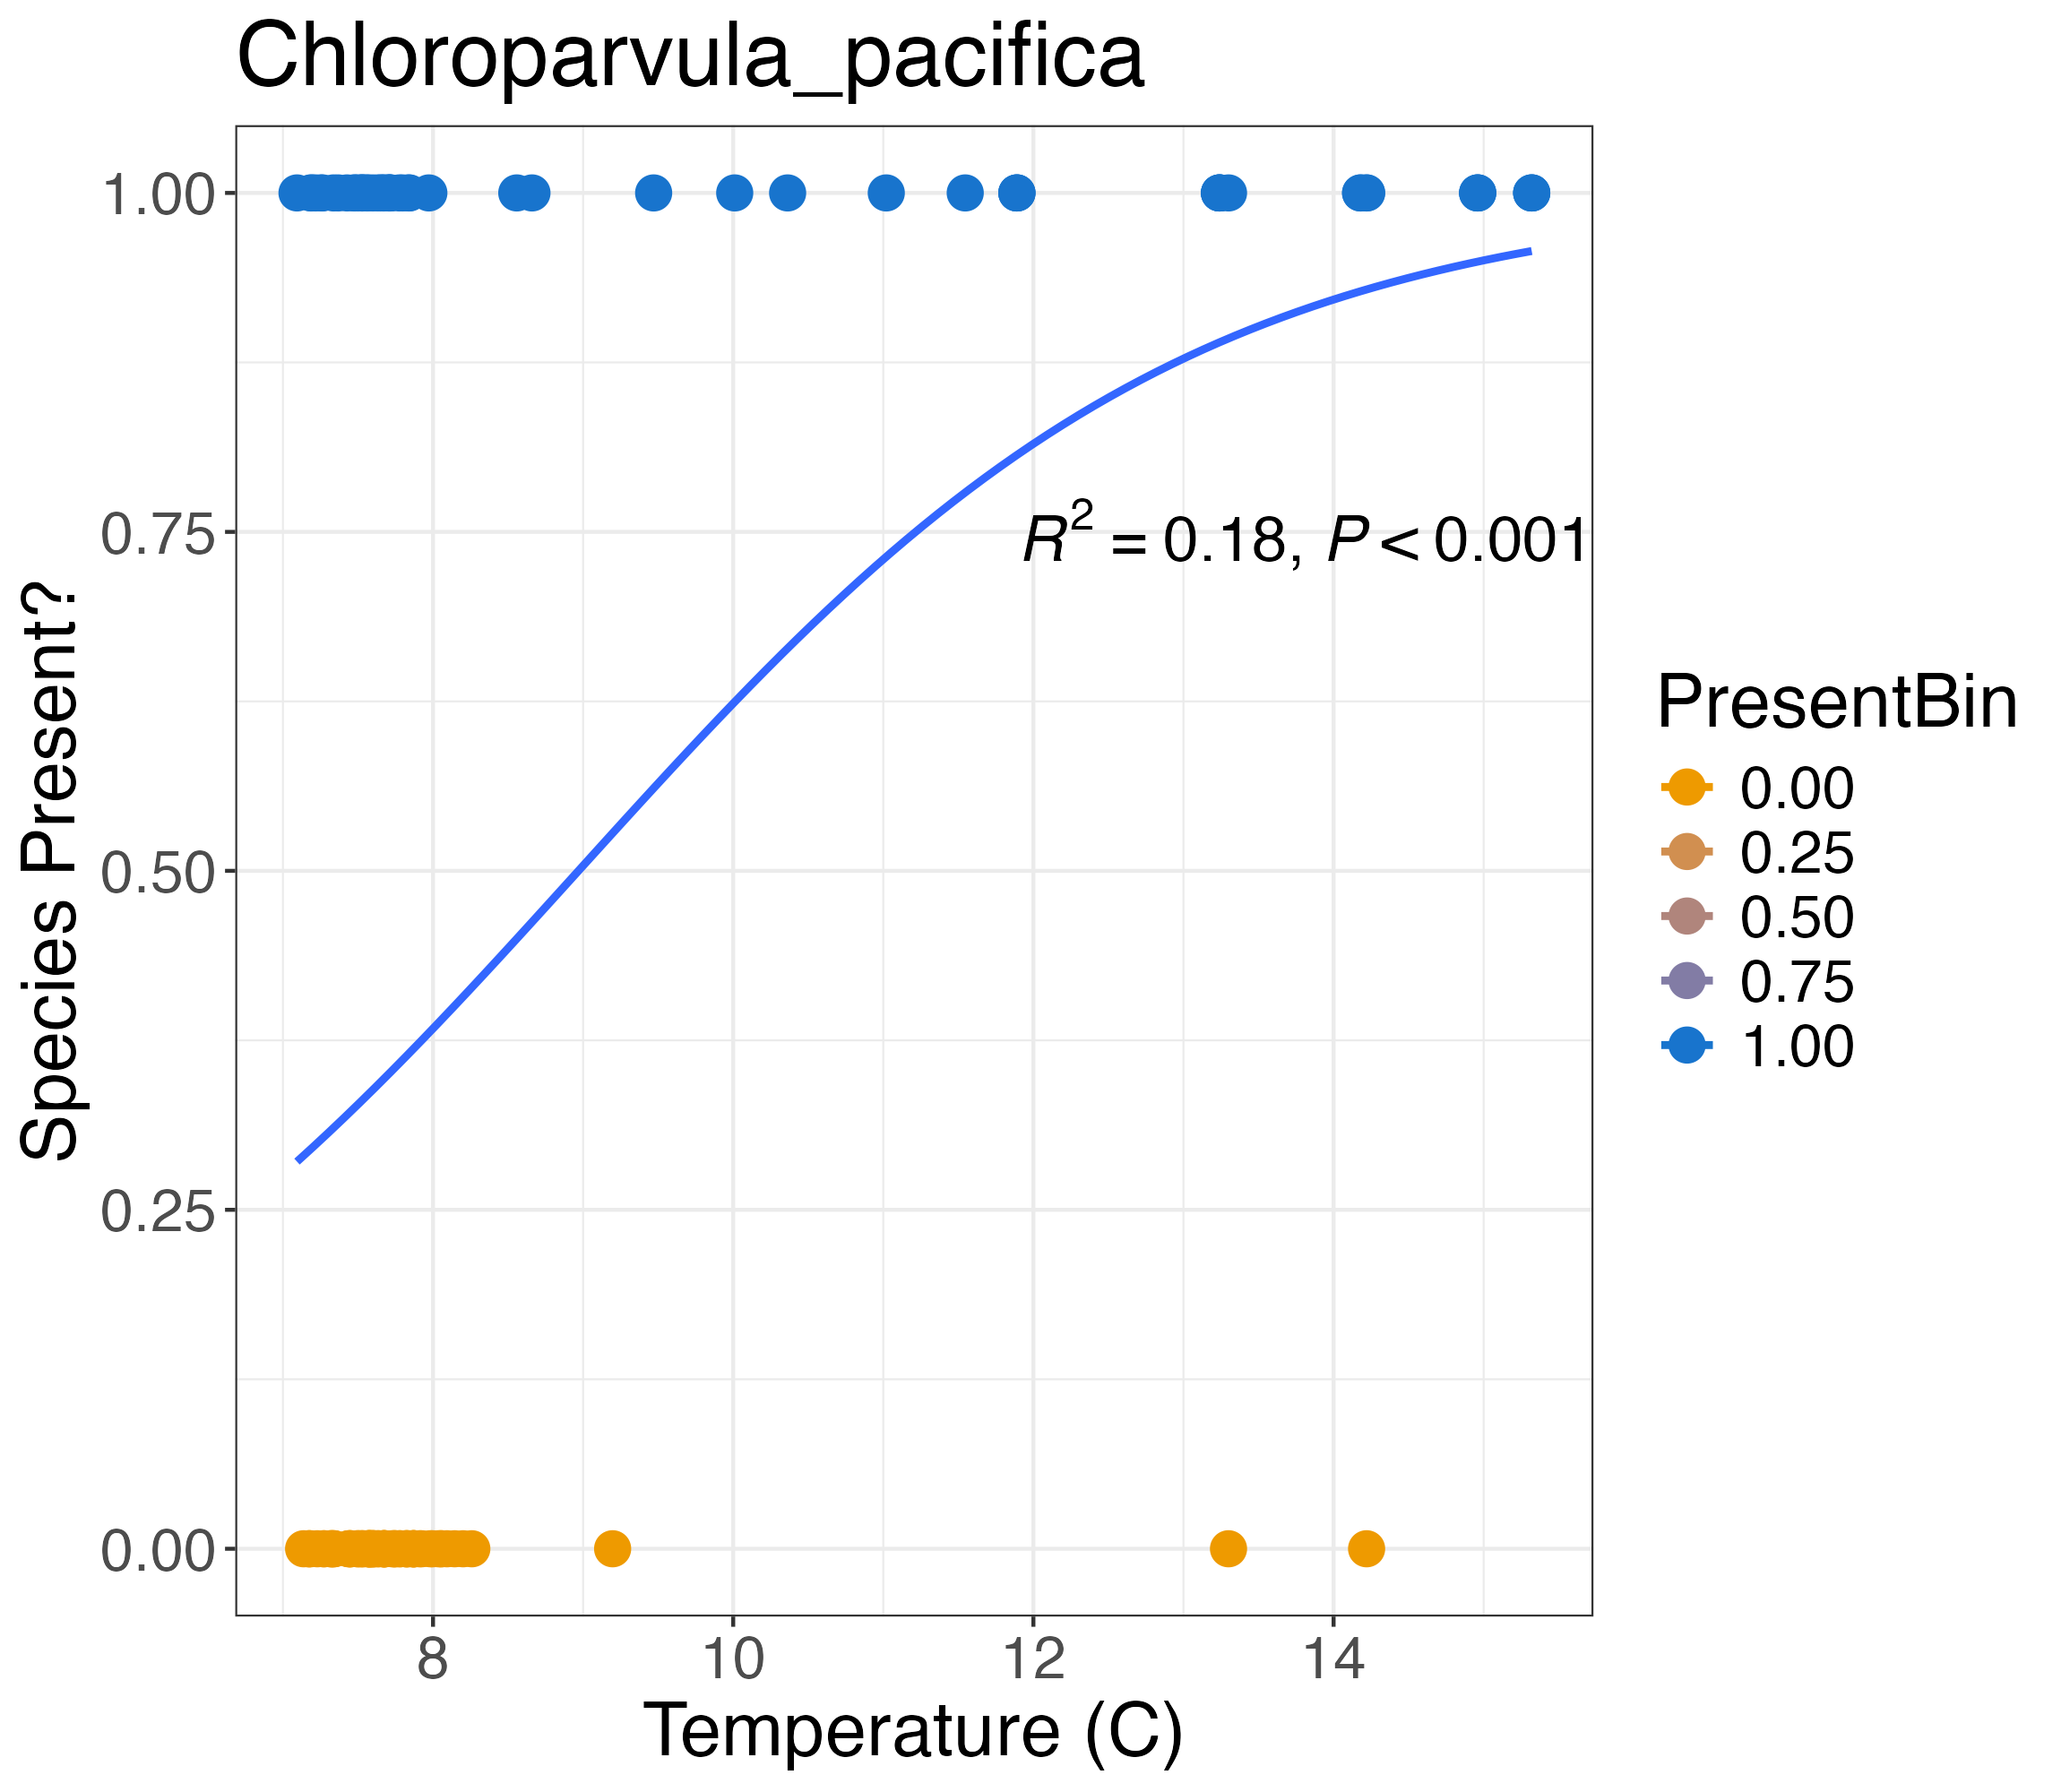 Chloroparvula_pacifica
1.00
0.75
0.50
0.25
0.00
Species Present?
R² = 0.18, P < 0.001
8 10 12 14
Temperature (C)
PresentBin
0.00
0.25
0.50
0.75
1.00